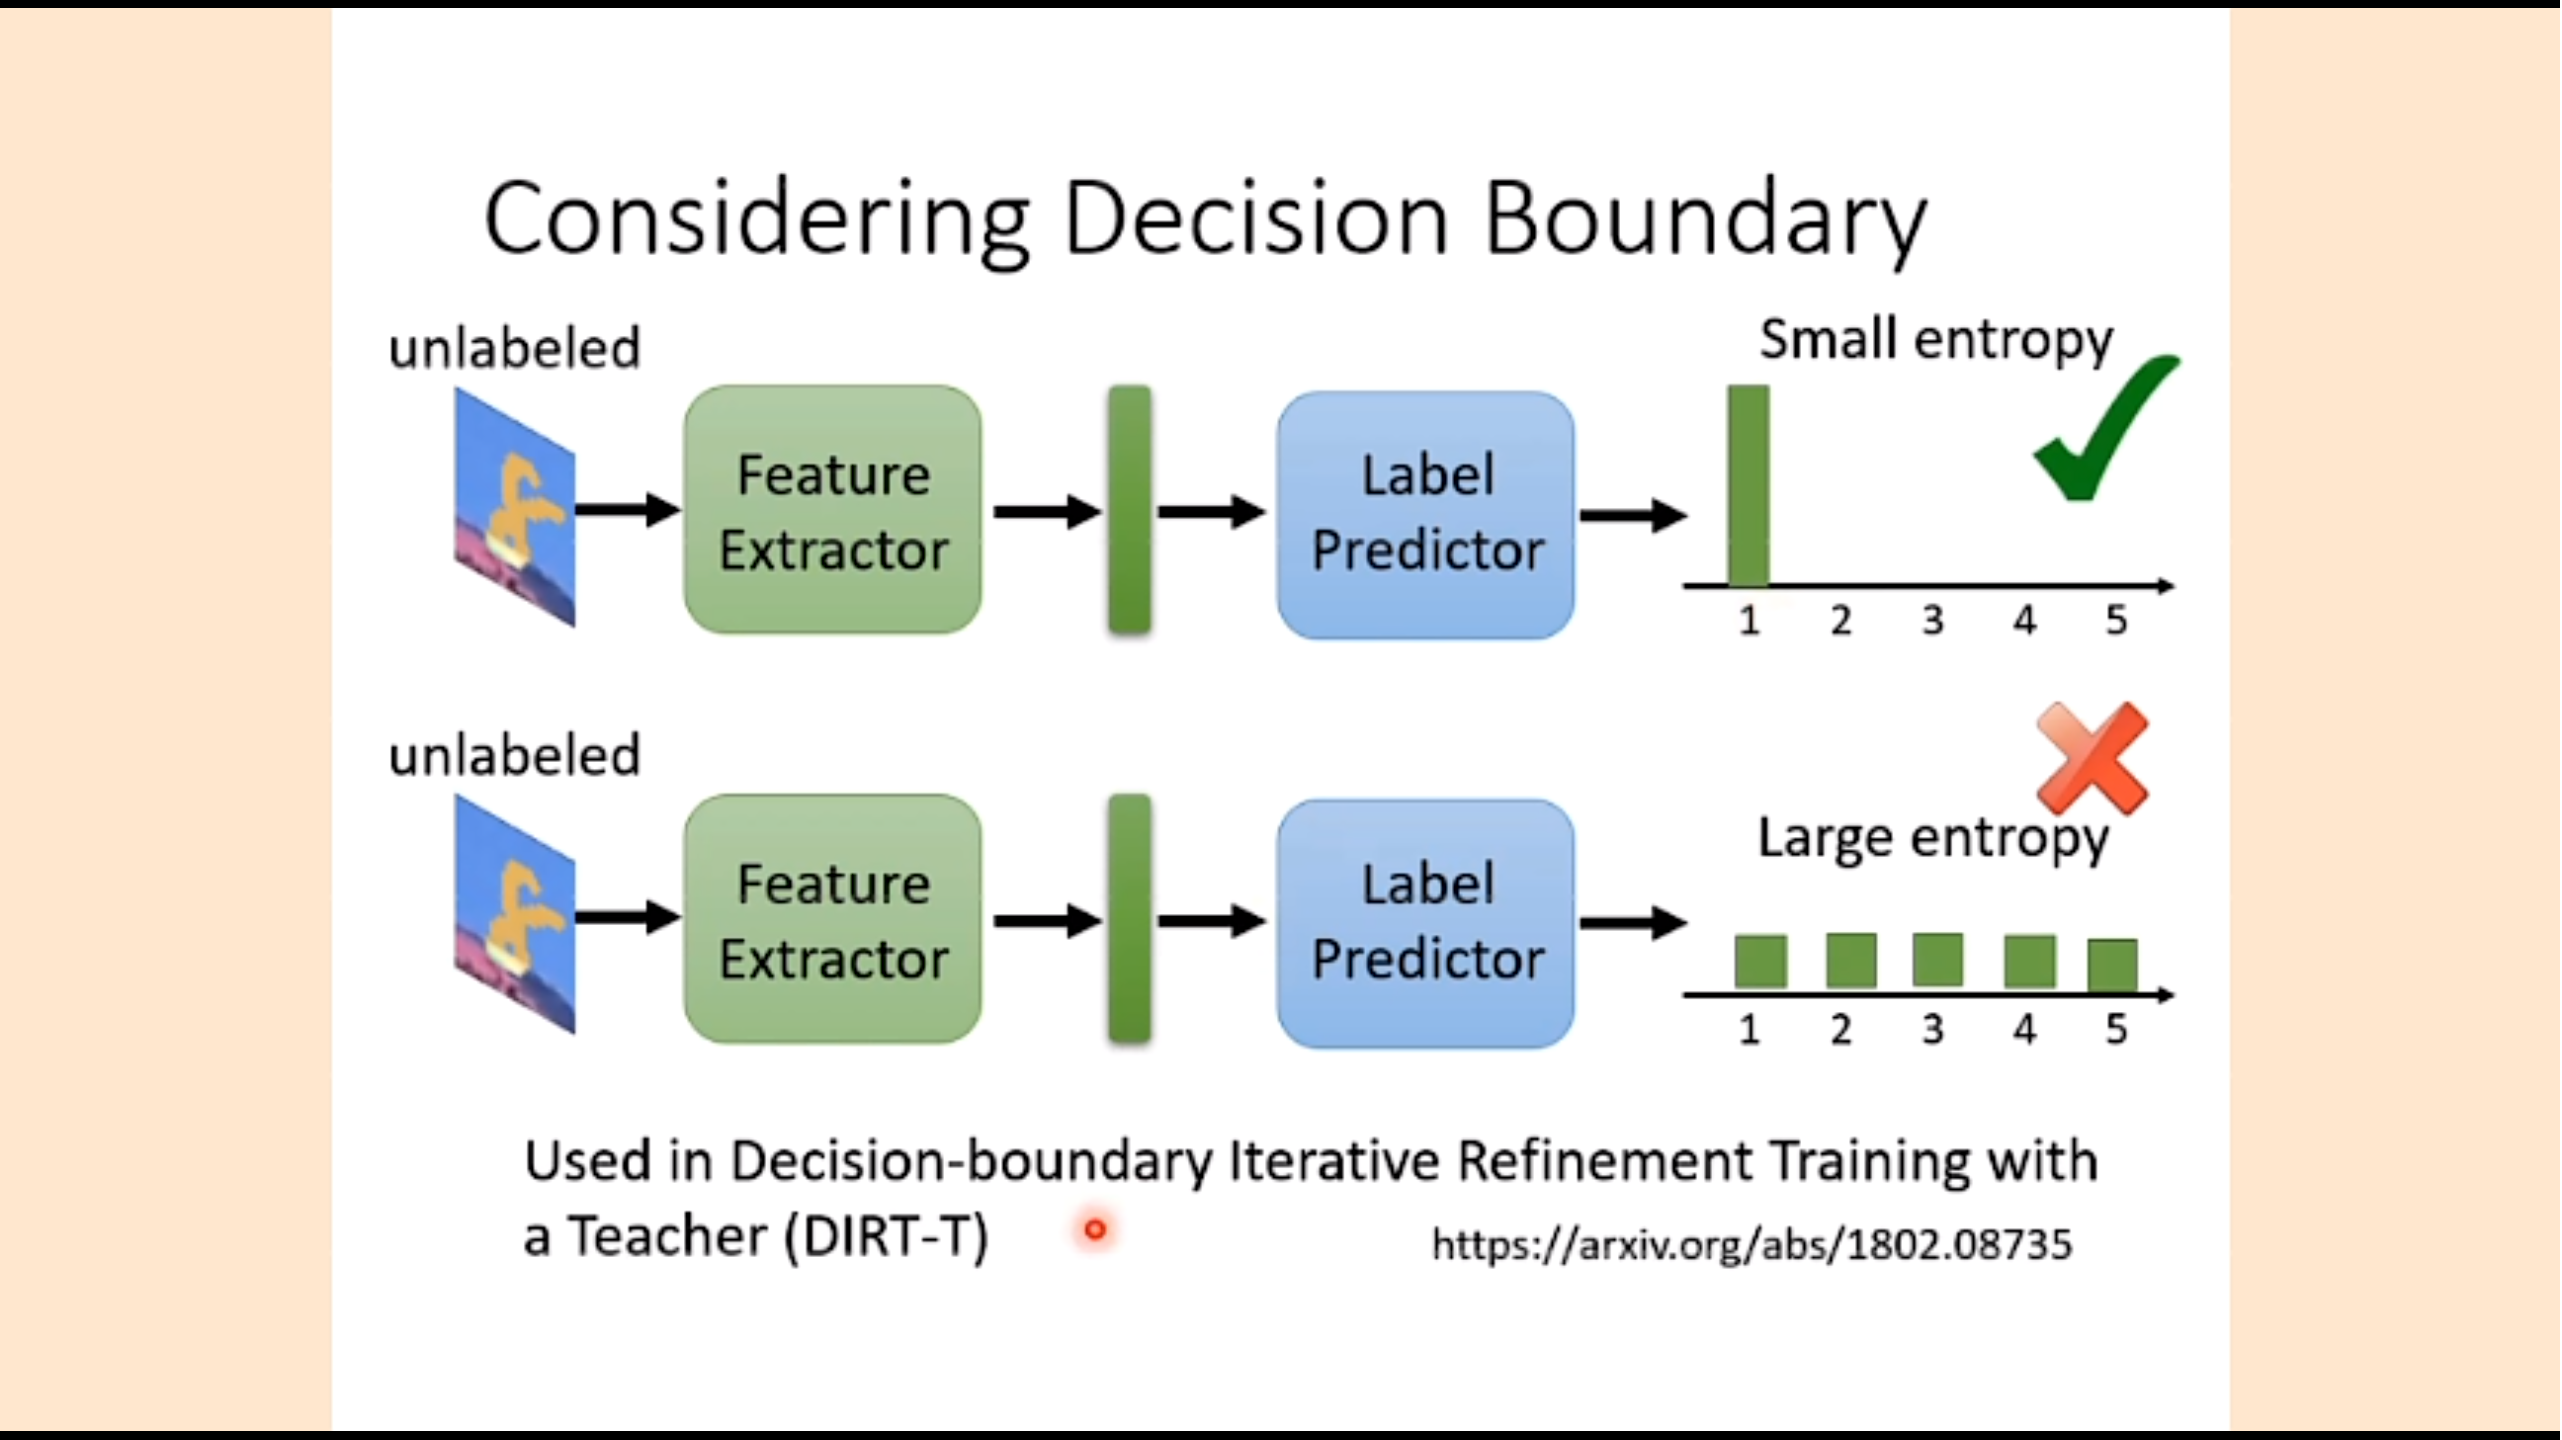 Considering Decision Boundary
unlabeled
Small entropy
Feature
Extractor
Label
Predictor
1 2 3 4 5
unlabeled
Large entropy
Feature
Extractor
Label
Predictor
1 2 3 4 5
Used in Decision-boundary Iterative Refinement Training with
a Teacher (DIRT-T)
https://arxiv.org/abs/1802.08735